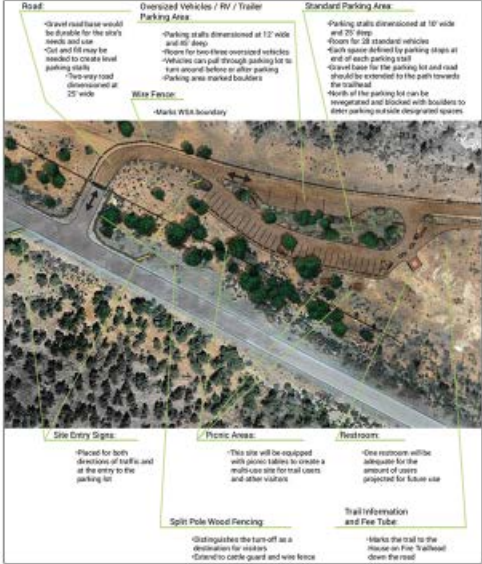 Road:
•Gravel road base would
be durable for the site's
needs and use
•Cut and fill may be
needed to create level
parking stalls
•Two-way road
dimensioned at
25' wide
Oversized Vehicles / RV / Trailer
Parking Area:
•Parking stalls dimensioned at 12' wide
and 45' deep
•Room for two-three oversized vehicles
•Vehicles can pull through parking lot to
turn around before or after parking
•Parking area marked boulders
Wire Fence:
•Marks WSA boundary
Standard Parking Area:
•Parking stalls dimensioned at 10' wide
and 25' deep
•Room for 28 standard vehicles
•Each space defined by parking stops at
end of each parking stall
•Gravel base for the parking lot and road
should be extended to the path towards
the trailhead
•North of the parking lot can be
revegetated and blocked with boulders to
deter parking outside designated spaces
Site Entry Signs:
•Placed for both
directions of traffic and
at the entry to the
parking lot
Picnic Areas:
•This site will be equipped
with picnic tables to create a
multi-use site for trail users
and other visitors
Restroom:
•One restroom will be
adequate for the
amount of users
projected for future use
Split Pole Wood Fencing:
•Distinguishes the turn-off as a
destination for visitors
•Extend to cattle guard and wire fence
Trail Information
and Fee Tube:
•Marks the trail to the
House on Fire Trailhead
down the road